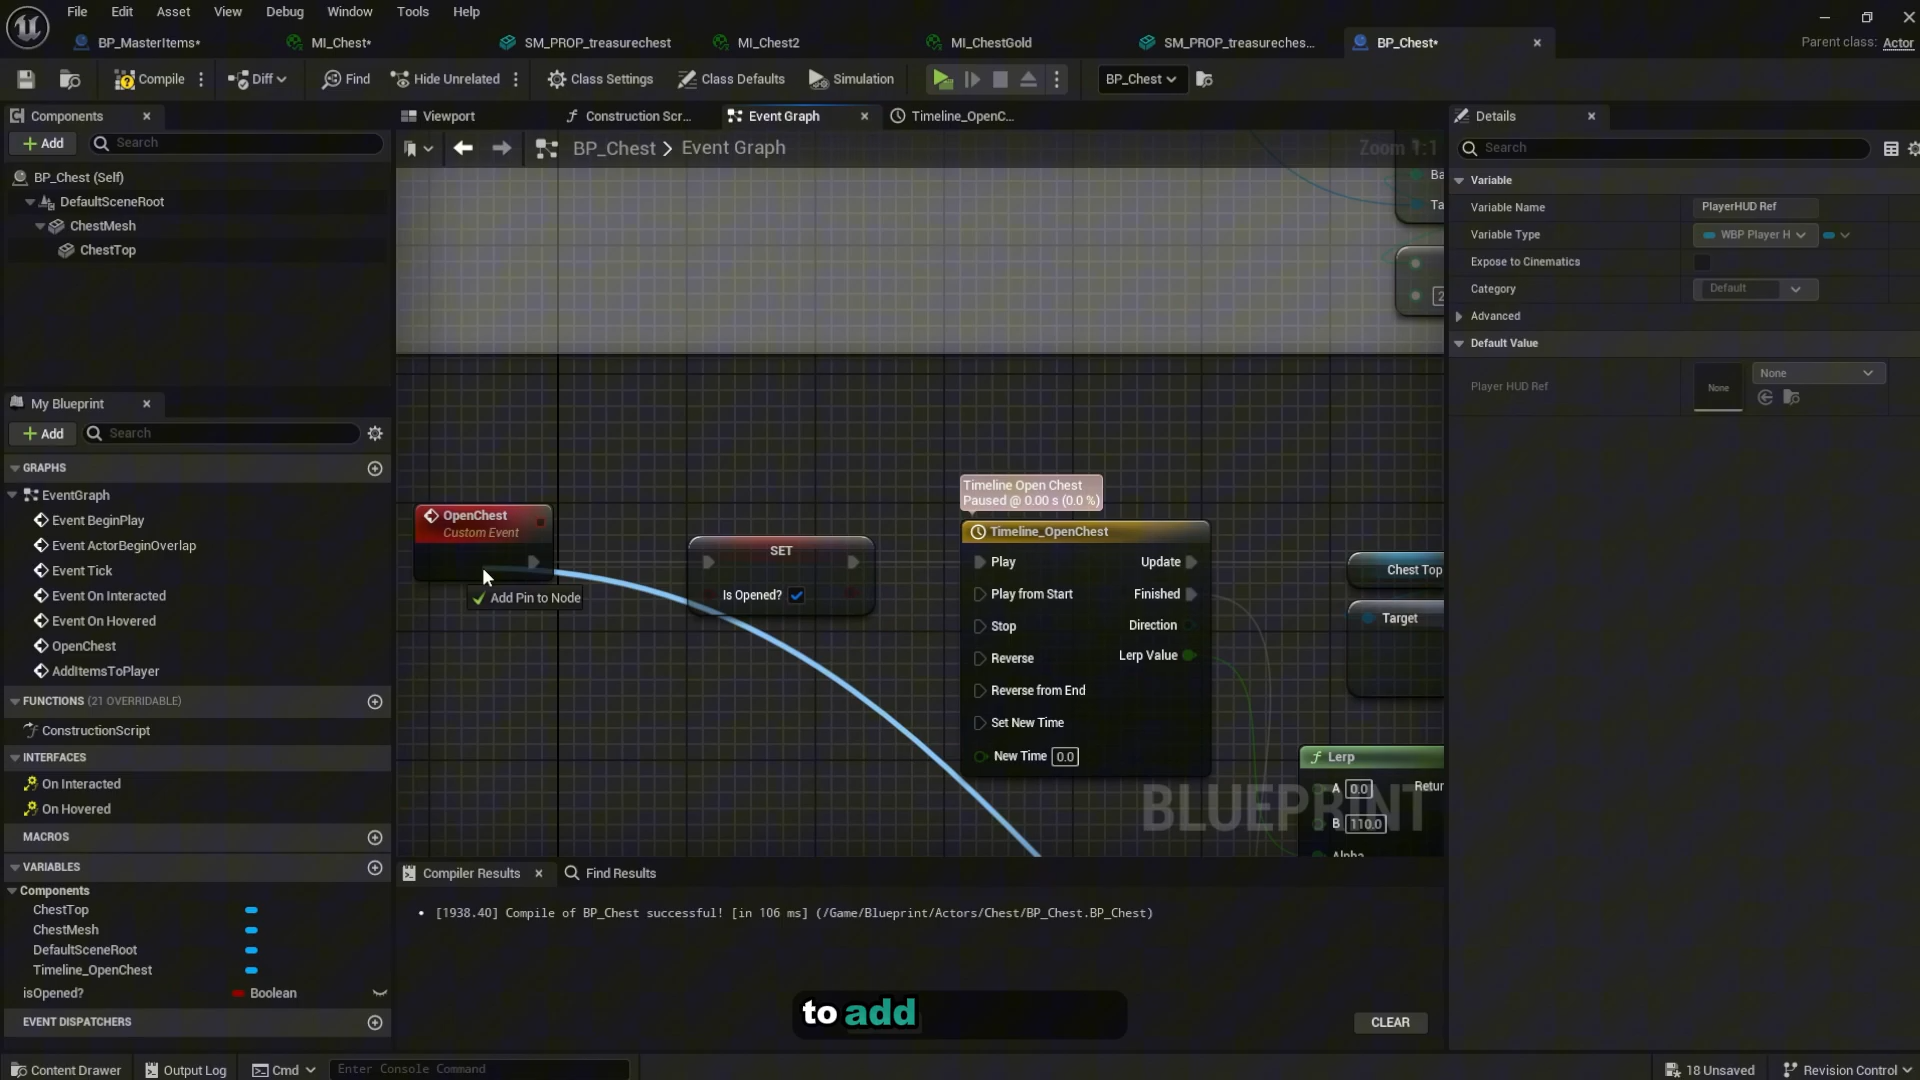 File Edit Asset View Debug Window Tools Help
BP_MasterItems* MI_Chest* SM_PROP_treasurechest MI_Chest2 MI_ChestGold SM_PROP_treasureches... BP_Chest* Parent class: Actor
Compile Diff Find Hide Unrelated Class Settings Class Defaults Simulation BP_Chest
Components
Add Search
BP_Chest (Self)
DefaultSceneRoot
ChestMesh
ChestTop
My Blueprint
Add Search
GRAPHS
EventGraph
Event BeginPlay
Event ActorBeginOverlap
Event Tick
Event On Interacted
Event On Hovered
OpenChest
AddItemsToPlayer
FUNCTIONS (21 OVERRIDABLE)
ConstructionScript
INTERFACES
On Interacted
On Hovered
MACROS
VARIABLES
Components
ChestTop
ChestMesh
DefaultSceneRoot
Timeline_OpenChest
isOpened? Boolean
EVENT DISPATCHERS
Viewport Construction Scr... Event Graph Timeline_OpenC...
BP_Chest > Event Graph
Zoom 1:1
Ba
Ta
2
OpenChest
Custom Event
Add Pin to Node
SET
Is Opened?
Timeline Open Chest
Paused @ 0.00 s (0.0 %)
Timeline_OpenChest
Play Update
Play from Start Finished
Stop Direction
Reverse Lerp Value
Reverse from End
Set New Time
New Time 0.0
Chest Top
Target
Lerp
A 0.0 Retur
B 110.0
Alpha
BLUEPRINT
Compiler Results Find Results
• [1938.40] Compile of BP_Chest successful! [in 106 ms] (/Game/Blueprint/Actors/Chest/BP_Chest.BP_Chest)
to add
CLEAR
Details
Search
Variable
Variable Name PlayerHUD Ref
Variable Type WBP Player H
Expose to Cinematics
Category Default
Advanced
Default Value
Player HUD Ref None None
Content Drawer Output Log Cmd Enter Console Command 18 Unsaved Revision Control